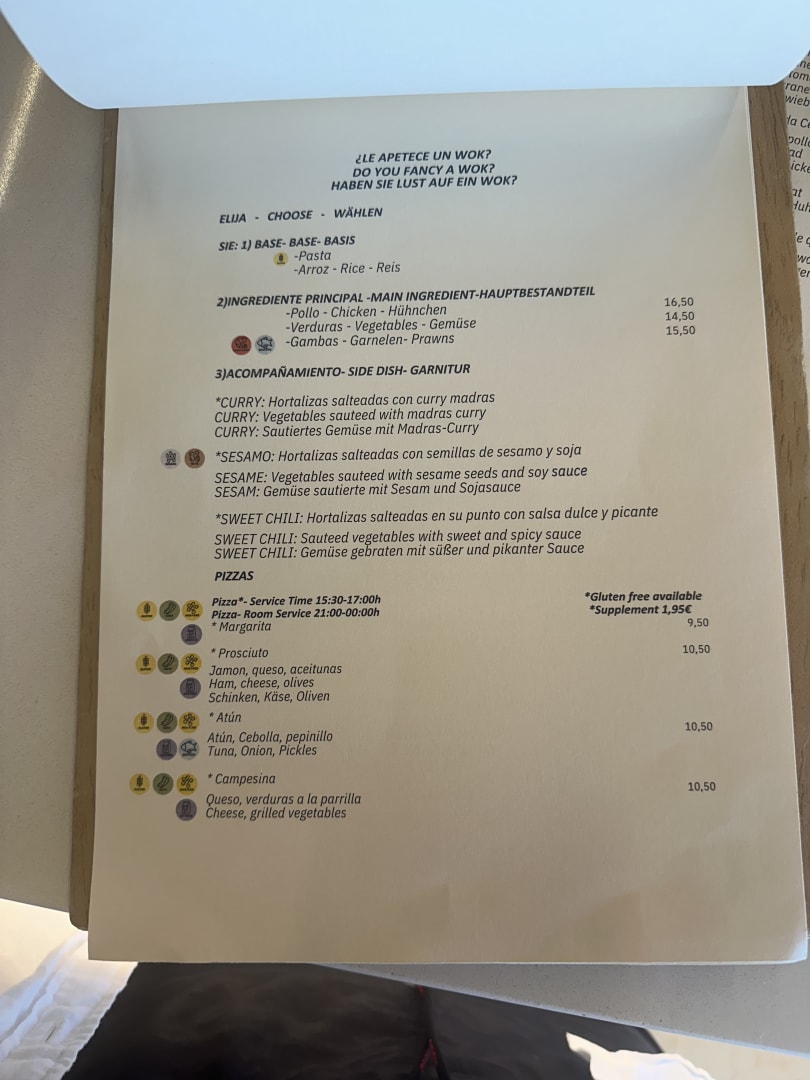 ¿LE APETECE UN WOK?
DO YOU FANCY A WOK?
HABEN SIE LUST AUF EIN WOK?
ELIJA - CHOOSE - WÄHLEN
SIE: 1) BASE- BASE- BASIS
-Pasta
-Arroz - Rice - Reis
2)INGREDIENTE PRINCIPAL -MAIN INGREDIENT-HAUPTBESTANDTEIL
-Pollo - Chicken - Hühnchen 16,50
-Verduras - Vegetables - Gemüse 14,50
-Gambas - Garnelen- Prawns 15,50
3)ACOMPAÑAMIENTO- SIDE DISH- GARNITUR
*CURRY: Hortalizas salteadas con curry madras
CURRY: Vegetables sauteed with madras curry
CURRY: Sautiertes Gemüse mit Madras-Curry
*SESAMO: Hortalizas salteadas con semillas de sesamo y soja
SESAME: Vegetables sauteed with sesame seeds and soy sauce
SESAM: Gemüse sautierte mit Sesam und Sojasauce
*SWEET CHILI: Hortalizas salteadas en su punto con salsa dulce y picante
SWEET CHILI: Sauteed vegetables with sweet and spicy sauce
SWEET CHILI: Gemüse gebraten mit süßer und pikanter Sauce
PIZZAS
Pizza*- Service Time 15:30-17:00h *Gluten free available
Pizza- Room Service 21:00-00:00h *Supplement 1,95€
* Margarita 9,50
* Prosciuto 10,50
Jamon, queso, aceitunas
Ham, cheese, olives
Schinken, Käse, Oliven
* Atún 10,50
Atún, Cebolla, pepinillo
Tuna, Onion, Pickles
* Campesina 10,50
Queso, verduras a la parrilla
Cheese, grilled vegetables